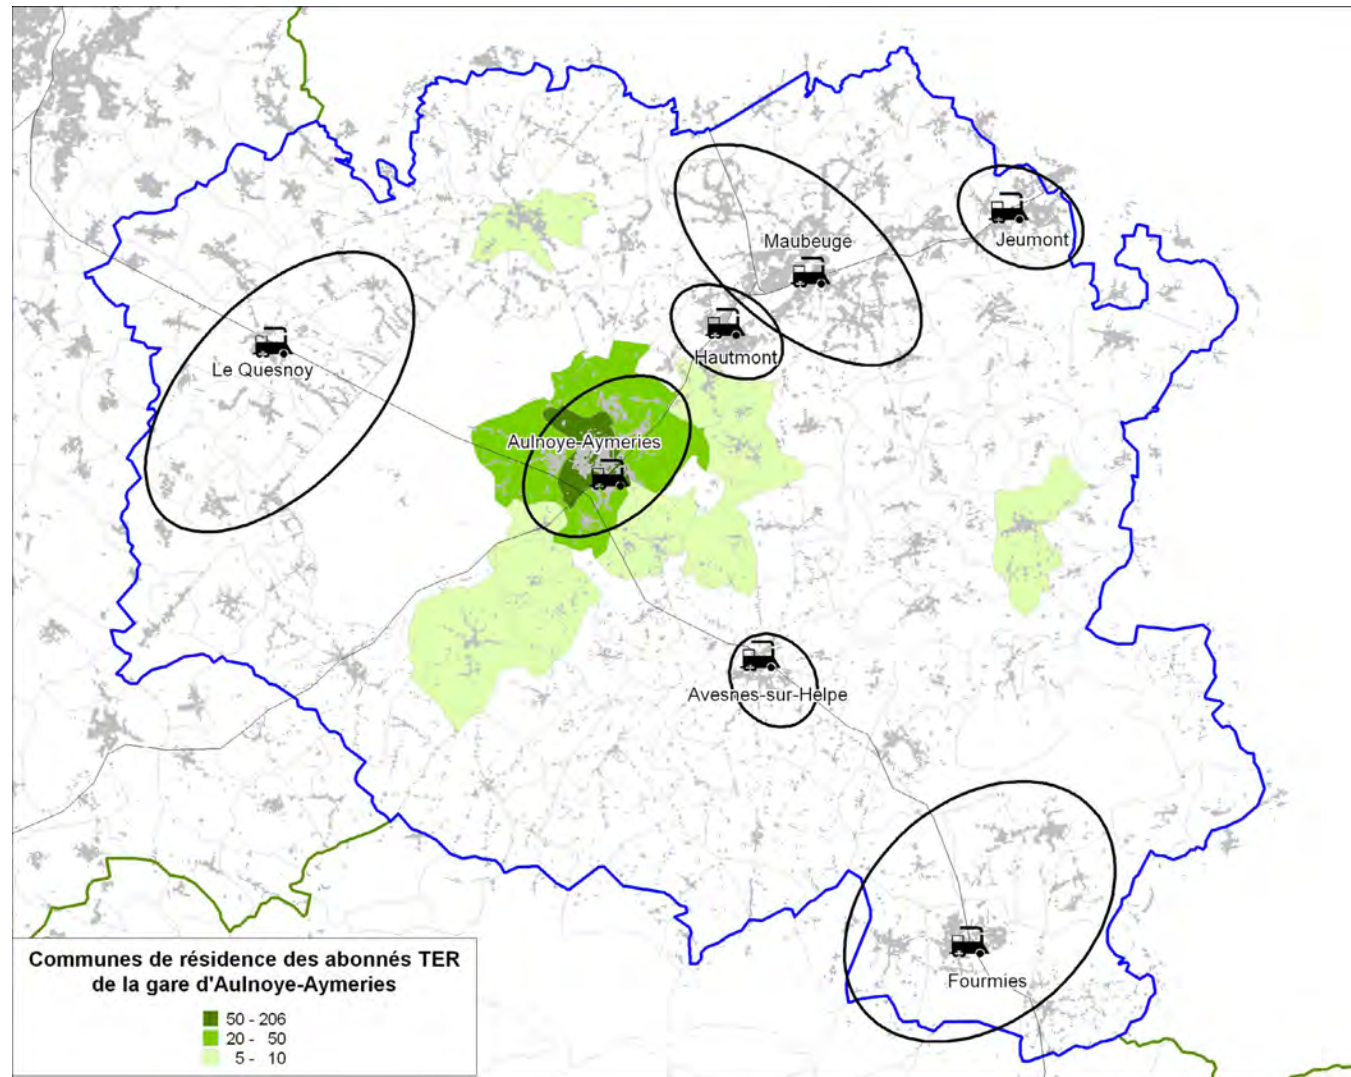 Maubeuge
Jeumont
Hautmont
Le Quesnoy
Aulnoye-Aymeries
Avesnes-sur-Helpe
Fourmies
Communes de résidence des abonnés TER
de la gare d'Aulnoye-Aymeries
50 - 206
20 - 50
5 - 10